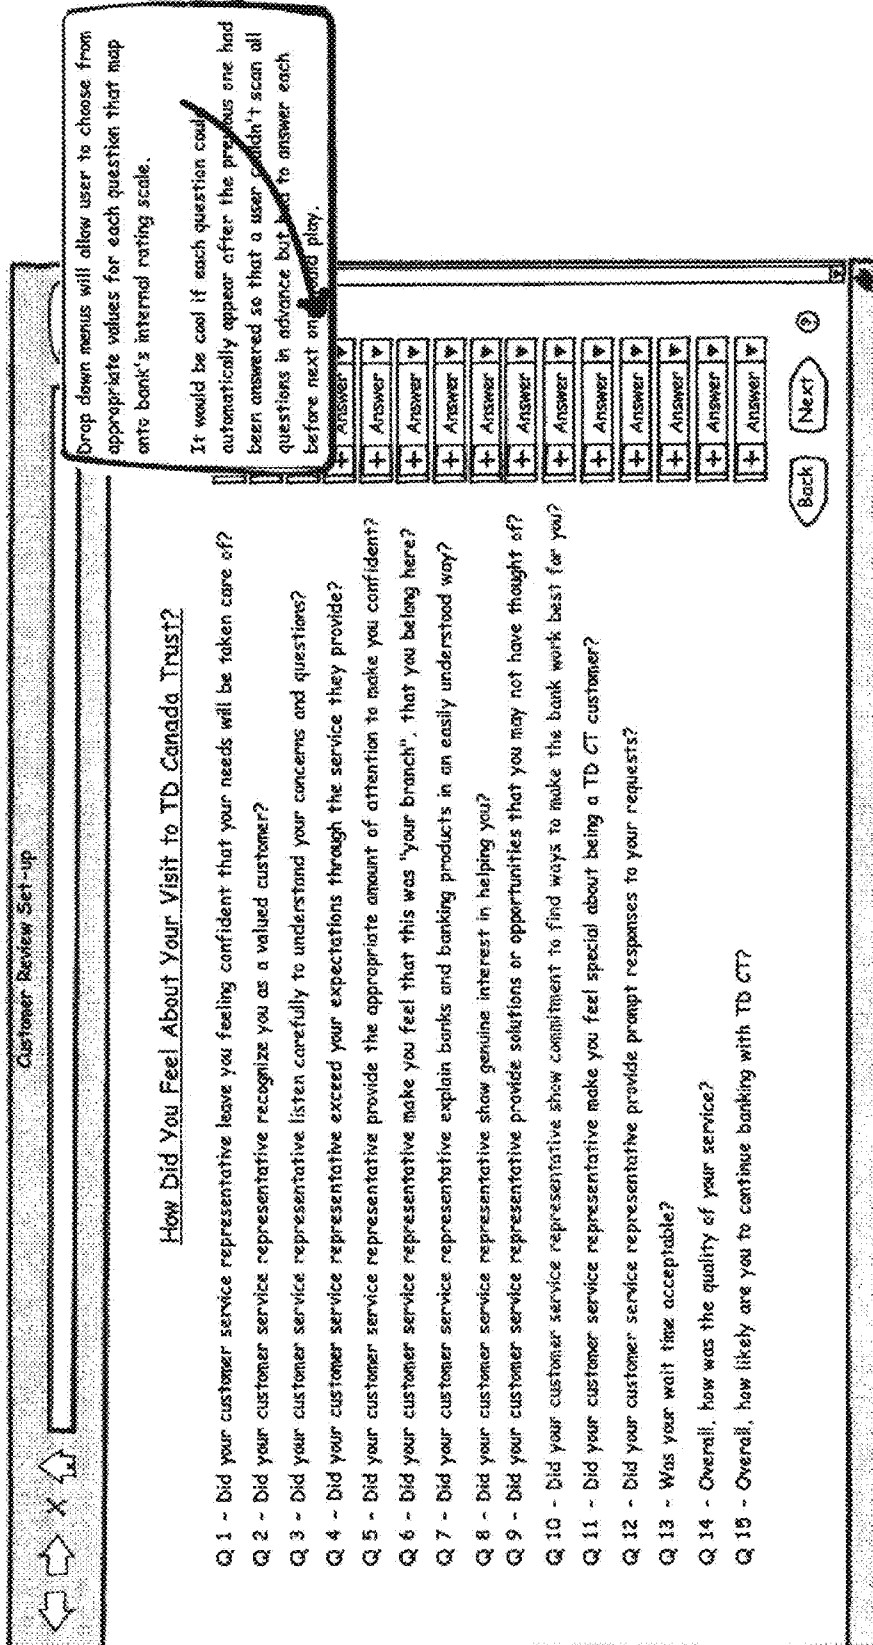 Customer Review Set-up
Drop down menus will allow user to choose from
appropriate values for each question that map
onto bank's internal rating scale.
It would be cool if each question could
automatically appear after the previous one had
been answered so that a user couldn't scan all
questions in advance but had to answer each
before next one would play.
How Did You Feel About Your Visit to TD Canada Trust?
Q 1 - Did your customer service representative leave you feeling confident that your needs will be taken care of?
Q 2 - Did your customer service representative recognize you as a valued customer?
Q 3 - Did your customer service representative listen carefully to understand your concerns and questions?
Q 4 - Did your customer service representative exceed your expectations through the service they provide? + Answer
Q 5 - Did your customer service representative provide the appropriate amount of attention to make you confident? + Answer
Q 6 - Did your customer service representative make you feel that this was "your branch", that you belong here? + Answer
Q 7 - Did your customer service representative explain banks and banking products in an easily understood way? + Answer
Q 8 - Did your customer service representative show genuine interest in helping you? + Answer
Q 9 - Did your customer service representative provide solutions or opportunities that you may not have thought of? + Answer
Q 10 - Did your customer service representative show commitment to find ways to make the bank work best for you? + Answer
Q 11 - Did your customer service representative make you feel special about being a TD CT customer? + Answer
Q 12 - Did your customer service representative provide prompt responses to your requests? + Answer
Q 13 - Was your wait time acceptable? + Answer
Q 14 - Overall, how was the quality of your service? + Answer
Q 15 - Overall, how likely are you to continue banking with TD CT? + Answer
Back Next ?